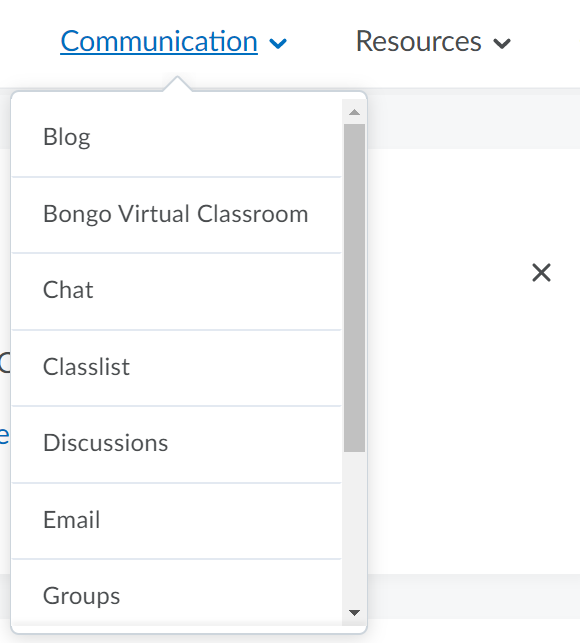 Communication Resources
Blog
Bongo Virtual Classroom
Chat
Classlist
Discussions
Email
Groups